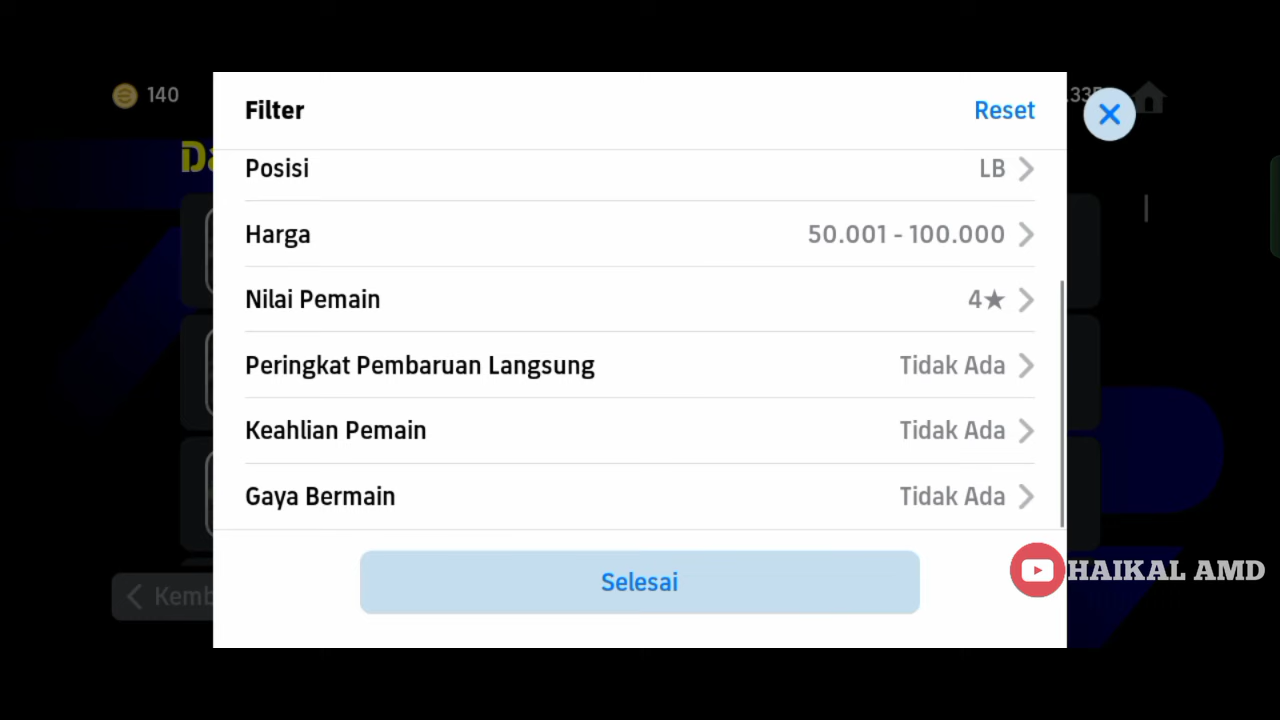 140
Filter
Reset
Posisi
LB
Harga
50.001 - 100.000
Nilai Pemain
4★
Peringkat Pembaruan Langsung
Tidak Ada
Keahlian Pemain
Tidak Ada
Gaya Bermain
Tidak Ada
Selesai
HAIKAL AMD